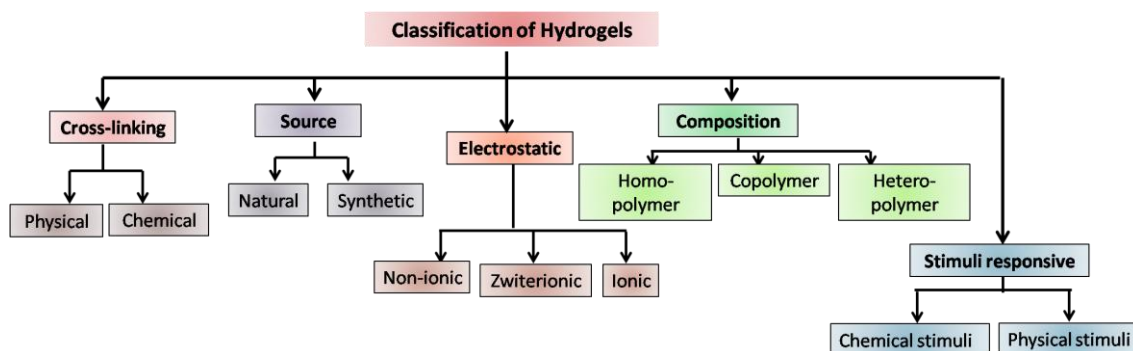 Classification of Hydrogels
Cross-linking
Physical
Chemical
Source
Natural
Synthetic
Electrostatic
Non-ionic
Zwiterionic
Ionic
Composition
Homo-
polymer
Copolymer
Hetero-
polymer
Stimuli responsive
Chemical stimuli
Physical stimuli